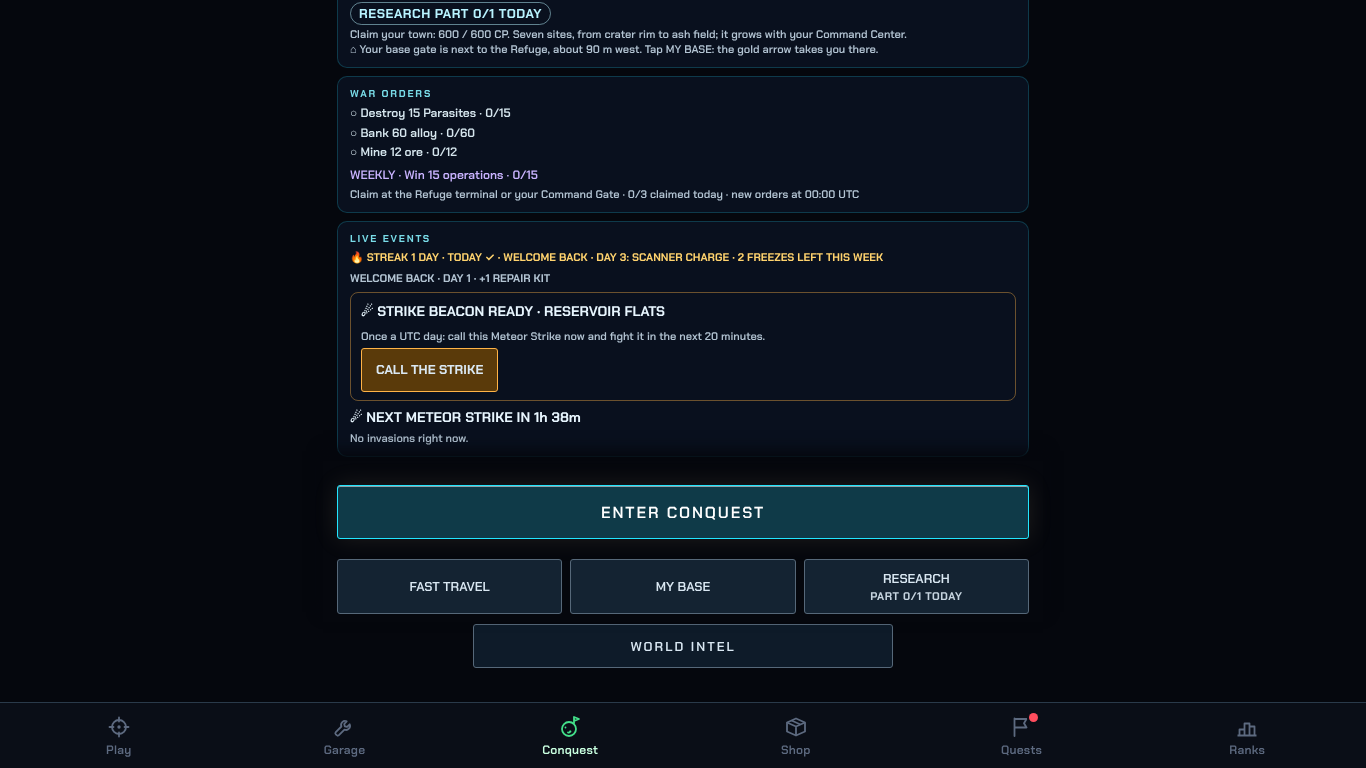 RESEARCH PART 0/1 TODAY
Claim your town: 600 / 600 CP. Seven sites, from crater rim to ash field; it grows with your Command Center.
⌂ Your base gate is next to the Refuge, about 90 m west. Tap MY BASE: the gold arrow takes you there.
WAR ORDERS
○ Destroy 15 Parasites · 0/15
○ Bank 60 alloy · 0/60
○ Mine 12 ore · 0/12
WEEKLY · Win 15 operations · 0/15
Claim at the Refuge terminal or your Command Gate · 0/3 claimed today · new orders at 00:00 UTC
LIVE EVENTS
🔥 STREAK 1 DAY · TODAY ✓ · WELCOME BACK · DAY 3: SCANNER CHARGE · 2 FREEZES LEFT THIS WEEK
WELCOME BACK · DAY 1 · +1 REPAIR KIT
☄ STRIKE BEACON READY · RESERVOIR FLATS
Once a UTC day: call this Meteor Strike now and fight it in the next 20 minutes.
CALL THE STRIKE
☄ NEXT METEOR STRIKE IN 1h 38m
No invasions right now.
ENTER CONQUEST
FAST TRAVEL
MY BASE
RESEARCH
PART 0/1 TODAY
WORLD INTEL
Play
Garage
Conquest
Shop
Quests
Ranks